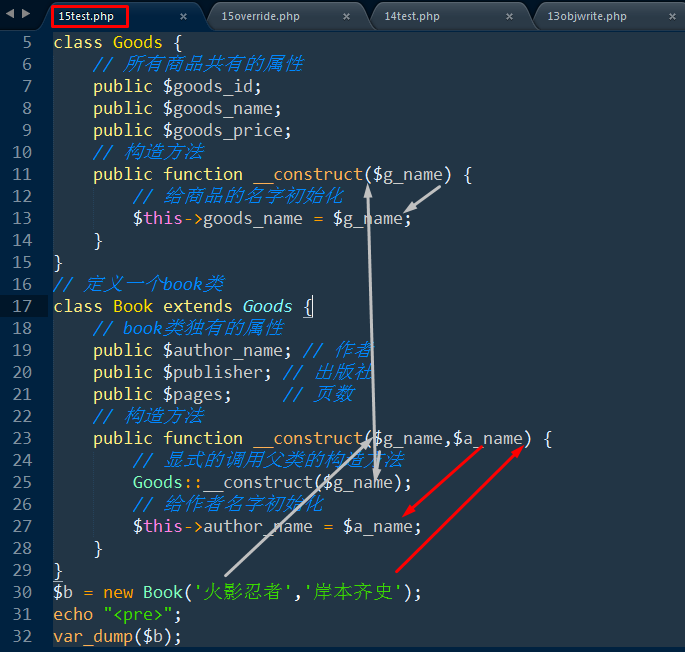 15test.php × 15override.php × 14test.php × 13objwrite.php ×
5 class Goods {
6 // 所有商品共有的属性
7 public $goods_id;
8 public $goods_name;
9 public $goods_price;
10 // 构造方法
11 public function __construct($g_name) {
12 // 给商品的名字初始化
13 $this->goods_name = $g_name;
14 }
15 }
16 // 定义一个book类
17 class Book extends Goods {
18 // book类独有的属性
19 public $author_name; // 作者
20 public $publisher; // 出版社
21 public $pages; // 页数
22 // 构造方法
23 public function __construct($g_name,$a_name) {
24 // 显式的调用父类的构造方法
25 Goods::__construct($g_name);
26 // 给作者名字初始化
27 $this->author_name = $a_name;
28 }
29 }
30 $b = new Book('火影忍者','岸本齐史');
31 echo "<pre>";
32 var_dump($b);